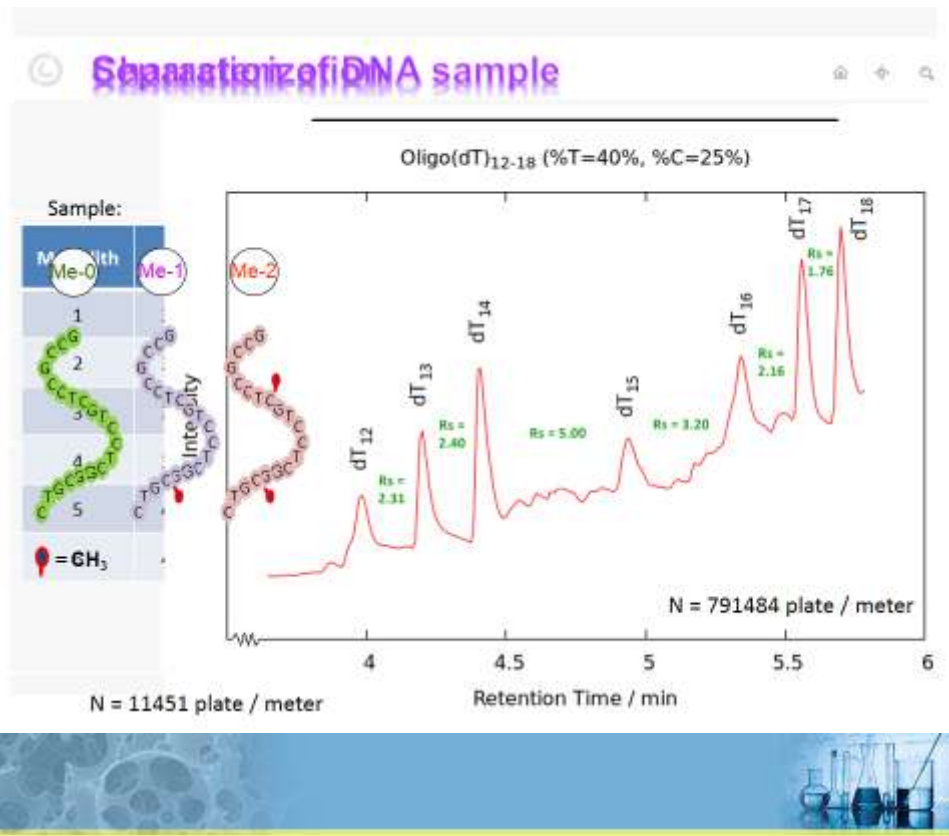 DNA sample
Oligo(dT)12-18 (%T=40%, %C=25%)
Sample:
Me-0
Me-1
Me-2
1
2
3
4
5
G C C G C C T C G T C C T C G G C G T C
G C C G C C T C G T C C T C G G C G T C
G C C G C C T C G T C C T C G G C G T C
= CH3
dT12
dT13
dT14
dT15
dT16
dT17
dT18
Rs =
2.31
Rs =
2.40
Rs = 5.00
Rs = 3.20
Rs =
2.16
Rs =
1.76
N = 791484 plate / meter
4
4.5
5
5.5
6
Retention Time / min
N = 11451 plate / meter